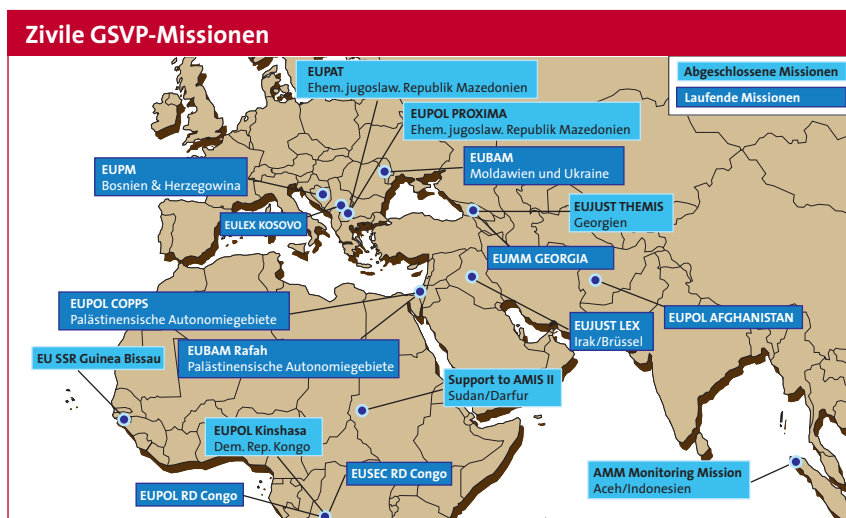 Zivile GSVP-Missionen
Abgeschlossene Missionen
Laufende Missionen
EUPAT
Ehem. jugoslaw. Republik Mazedonien
EUPOL PROXIMA
Ehem. jugoslaw. Republik Mazedonien
EUBAM
Moldawien und Ukraine
EUPM
Bosnien & Herzegowina
EUJUST THEMIS
Georgien
EULEX KOSOVO
EUMM GEORGIA
EUPOL COPPS
Palästinensische Autonomiegebiete
EUPOL AFGHANISTAN
EUJUST LEX
Irak/Brüssel
EUBAM Rafah
Palästinensische Autonomiegebiete
EU SSR Guinea Bissau
Support to AMIS II
Sudan/Darfur
EUPOL Kinshasa
Dem. Rep. Kongo
EUSEC RD Congo
AMM Monitoring Mission
Aceh/Indonesien
EUPOL RD Congo